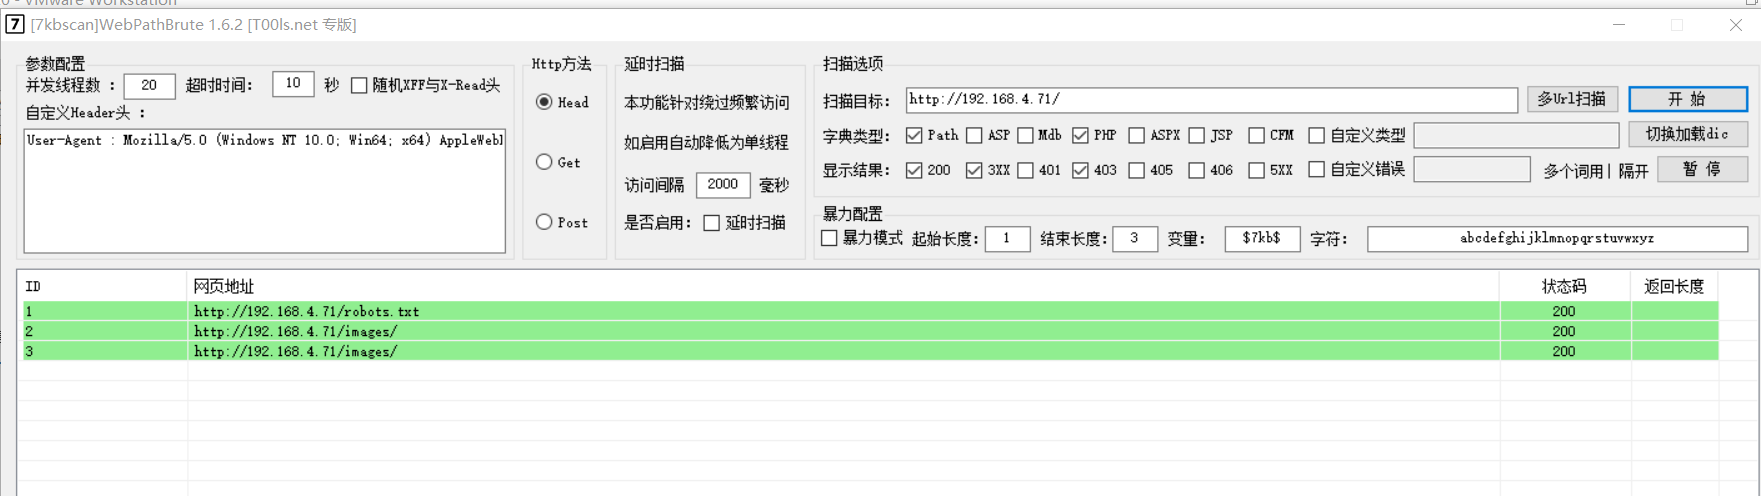 0 - VMware Workstation
7 [7kbscan]WebPathBrute 1.6.2 [T00ls.net 专版]
参数配置
并发线程数 : 20 超时时间: 10 秒 随机XFF与X-Read头
自定义Header头 :
User-Agent : Mozilla/5.0 (Windows NT 10.0; Win64; x64) AppleWebK
Http方法
Head
Get
Post
延时扫描
本功能针对绕过频繁访问
如启用自动降低为单线程
访问间隔 2000 毫秒
是否启用: 延时扫描
扫描选项
扫描目标: http://192.168.4.71/ 多Url扫描 开 始
字典类型: Path ASP Mdb PHP ASPX JSP CFM 自定义类型 切换加载dic
显示结果: 200 3XX 401 403 405 406 5XX 自定义错误 多个词用| 隔开 暂 停
暴力配置
暴力模式 起始长度: 1 结束长度: 3 变量: $7kb$ 字符: abcdefghijklmnopqrstuvwxyz
ID 网页地址 状态码 返回长度
1 http://192.168.4.71/robots.txt 200
2 http://192.168.4.71/images/ 200
3 http://192.168.4.71/images/ 200